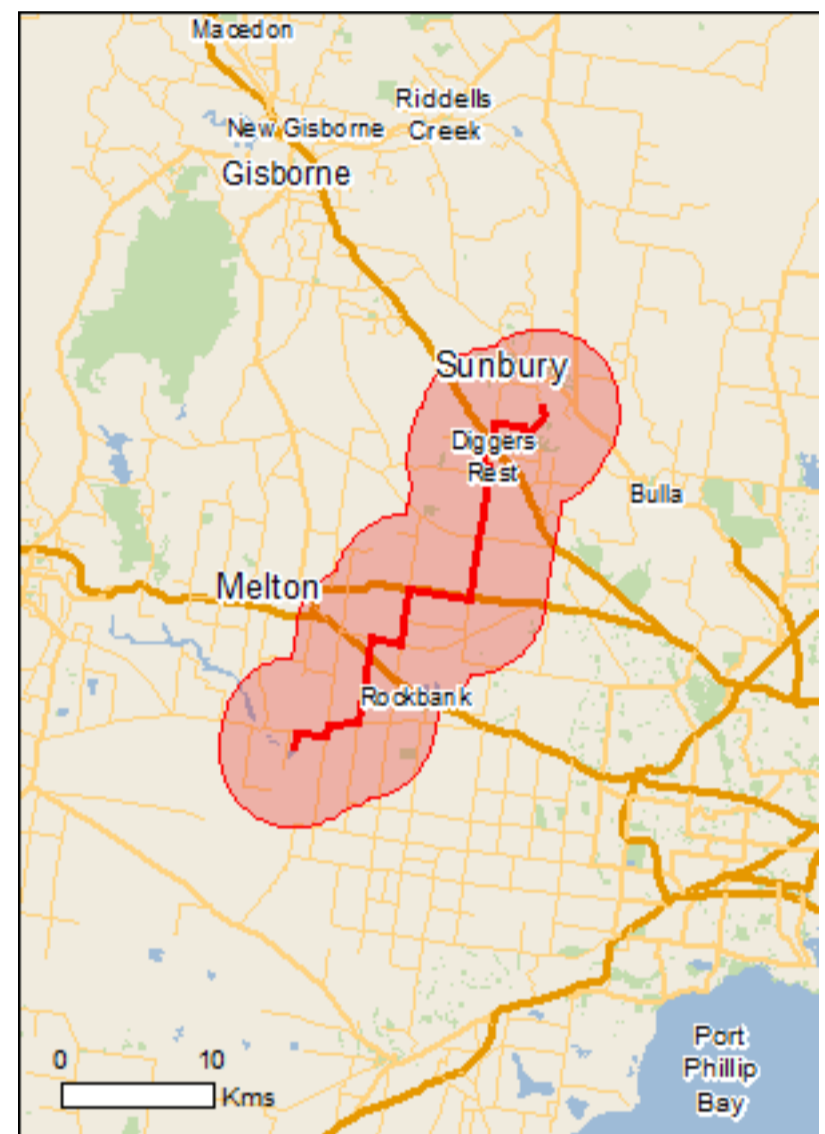 Macedon
Riddells
Creek
New Gisborne
Gisborne
Sunbury
Diggers
Rest
Bulla
Melton
Rockbank
Port
Phillip
Bay
0 10
Kms